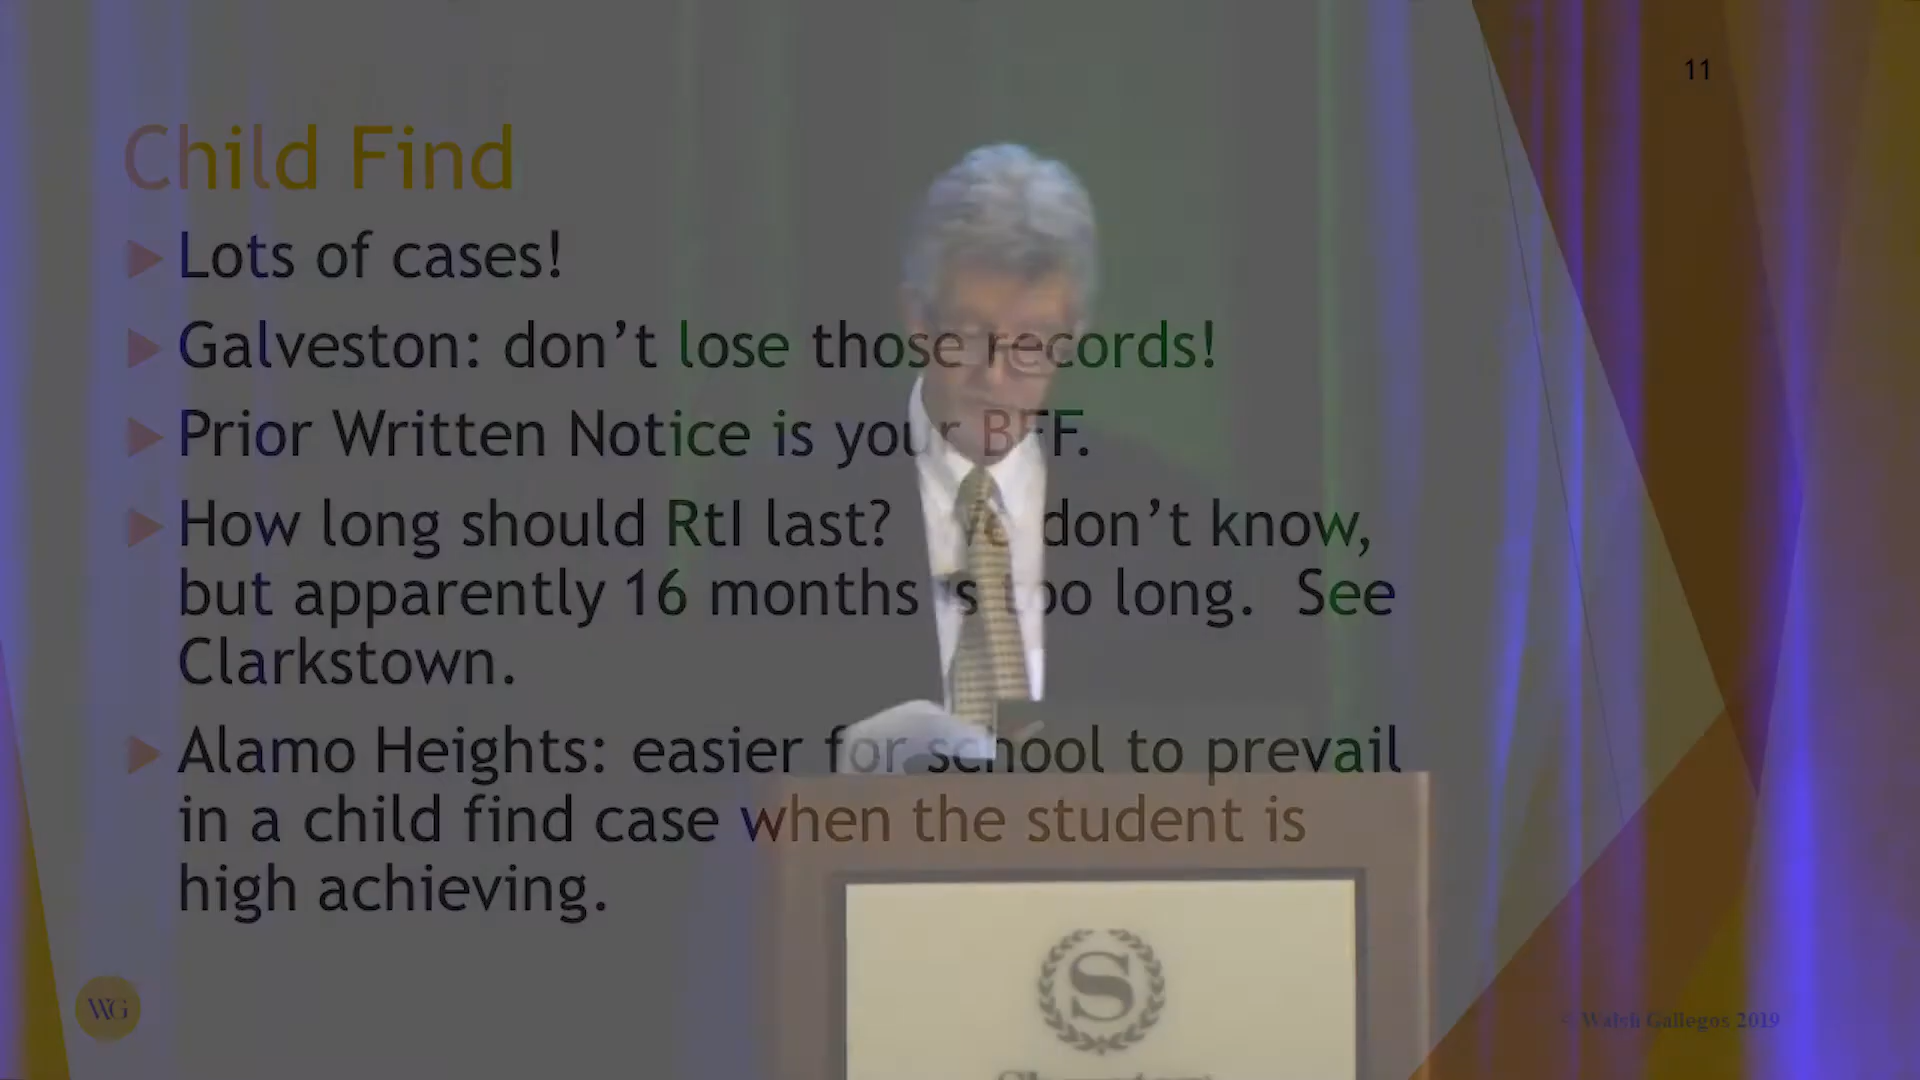 11
Child Find
Lots of cases!
Galveston: don’t lose those records!
Prior Written Notice is your BFF.
How long should RtI last? We don’t know,
but apparently 16 months is too long. See
Clarkstown.
Alamo Heights: easier for school to prevail
in a child find case when the student is
high achieving.
WG
© Walsh Gallegos 2019
S